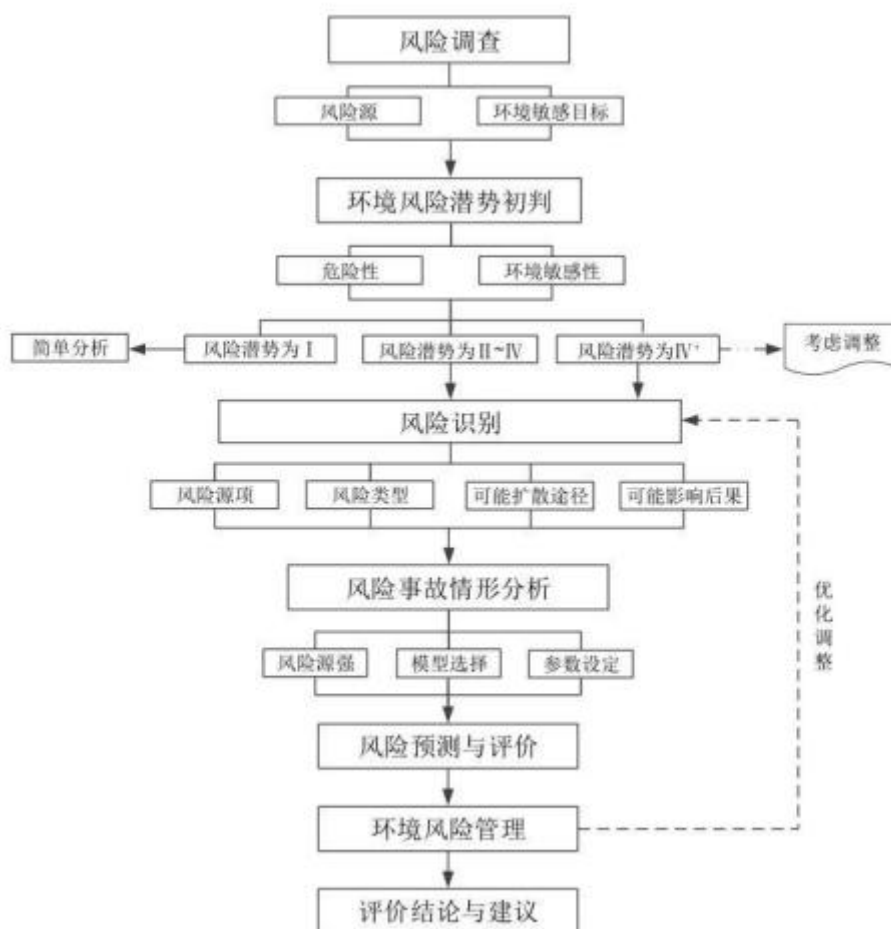 风险调查
风险源
环境敏感目标
环境风险潜势初判
危险性
环境敏感性
简单分析
风险潜势为Ⅰ
风险潜势为Ⅱ~Ⅳ
风险潜势为Ⅳ⁺
考虑调整
风险识别
风险源项
风险类型
可能扩散途径
可能影响后果
风险事故情形分析
优化调整
风险源强
模型选择
参数设定
风险预测与评价
环境风险管理
评价结论与建议